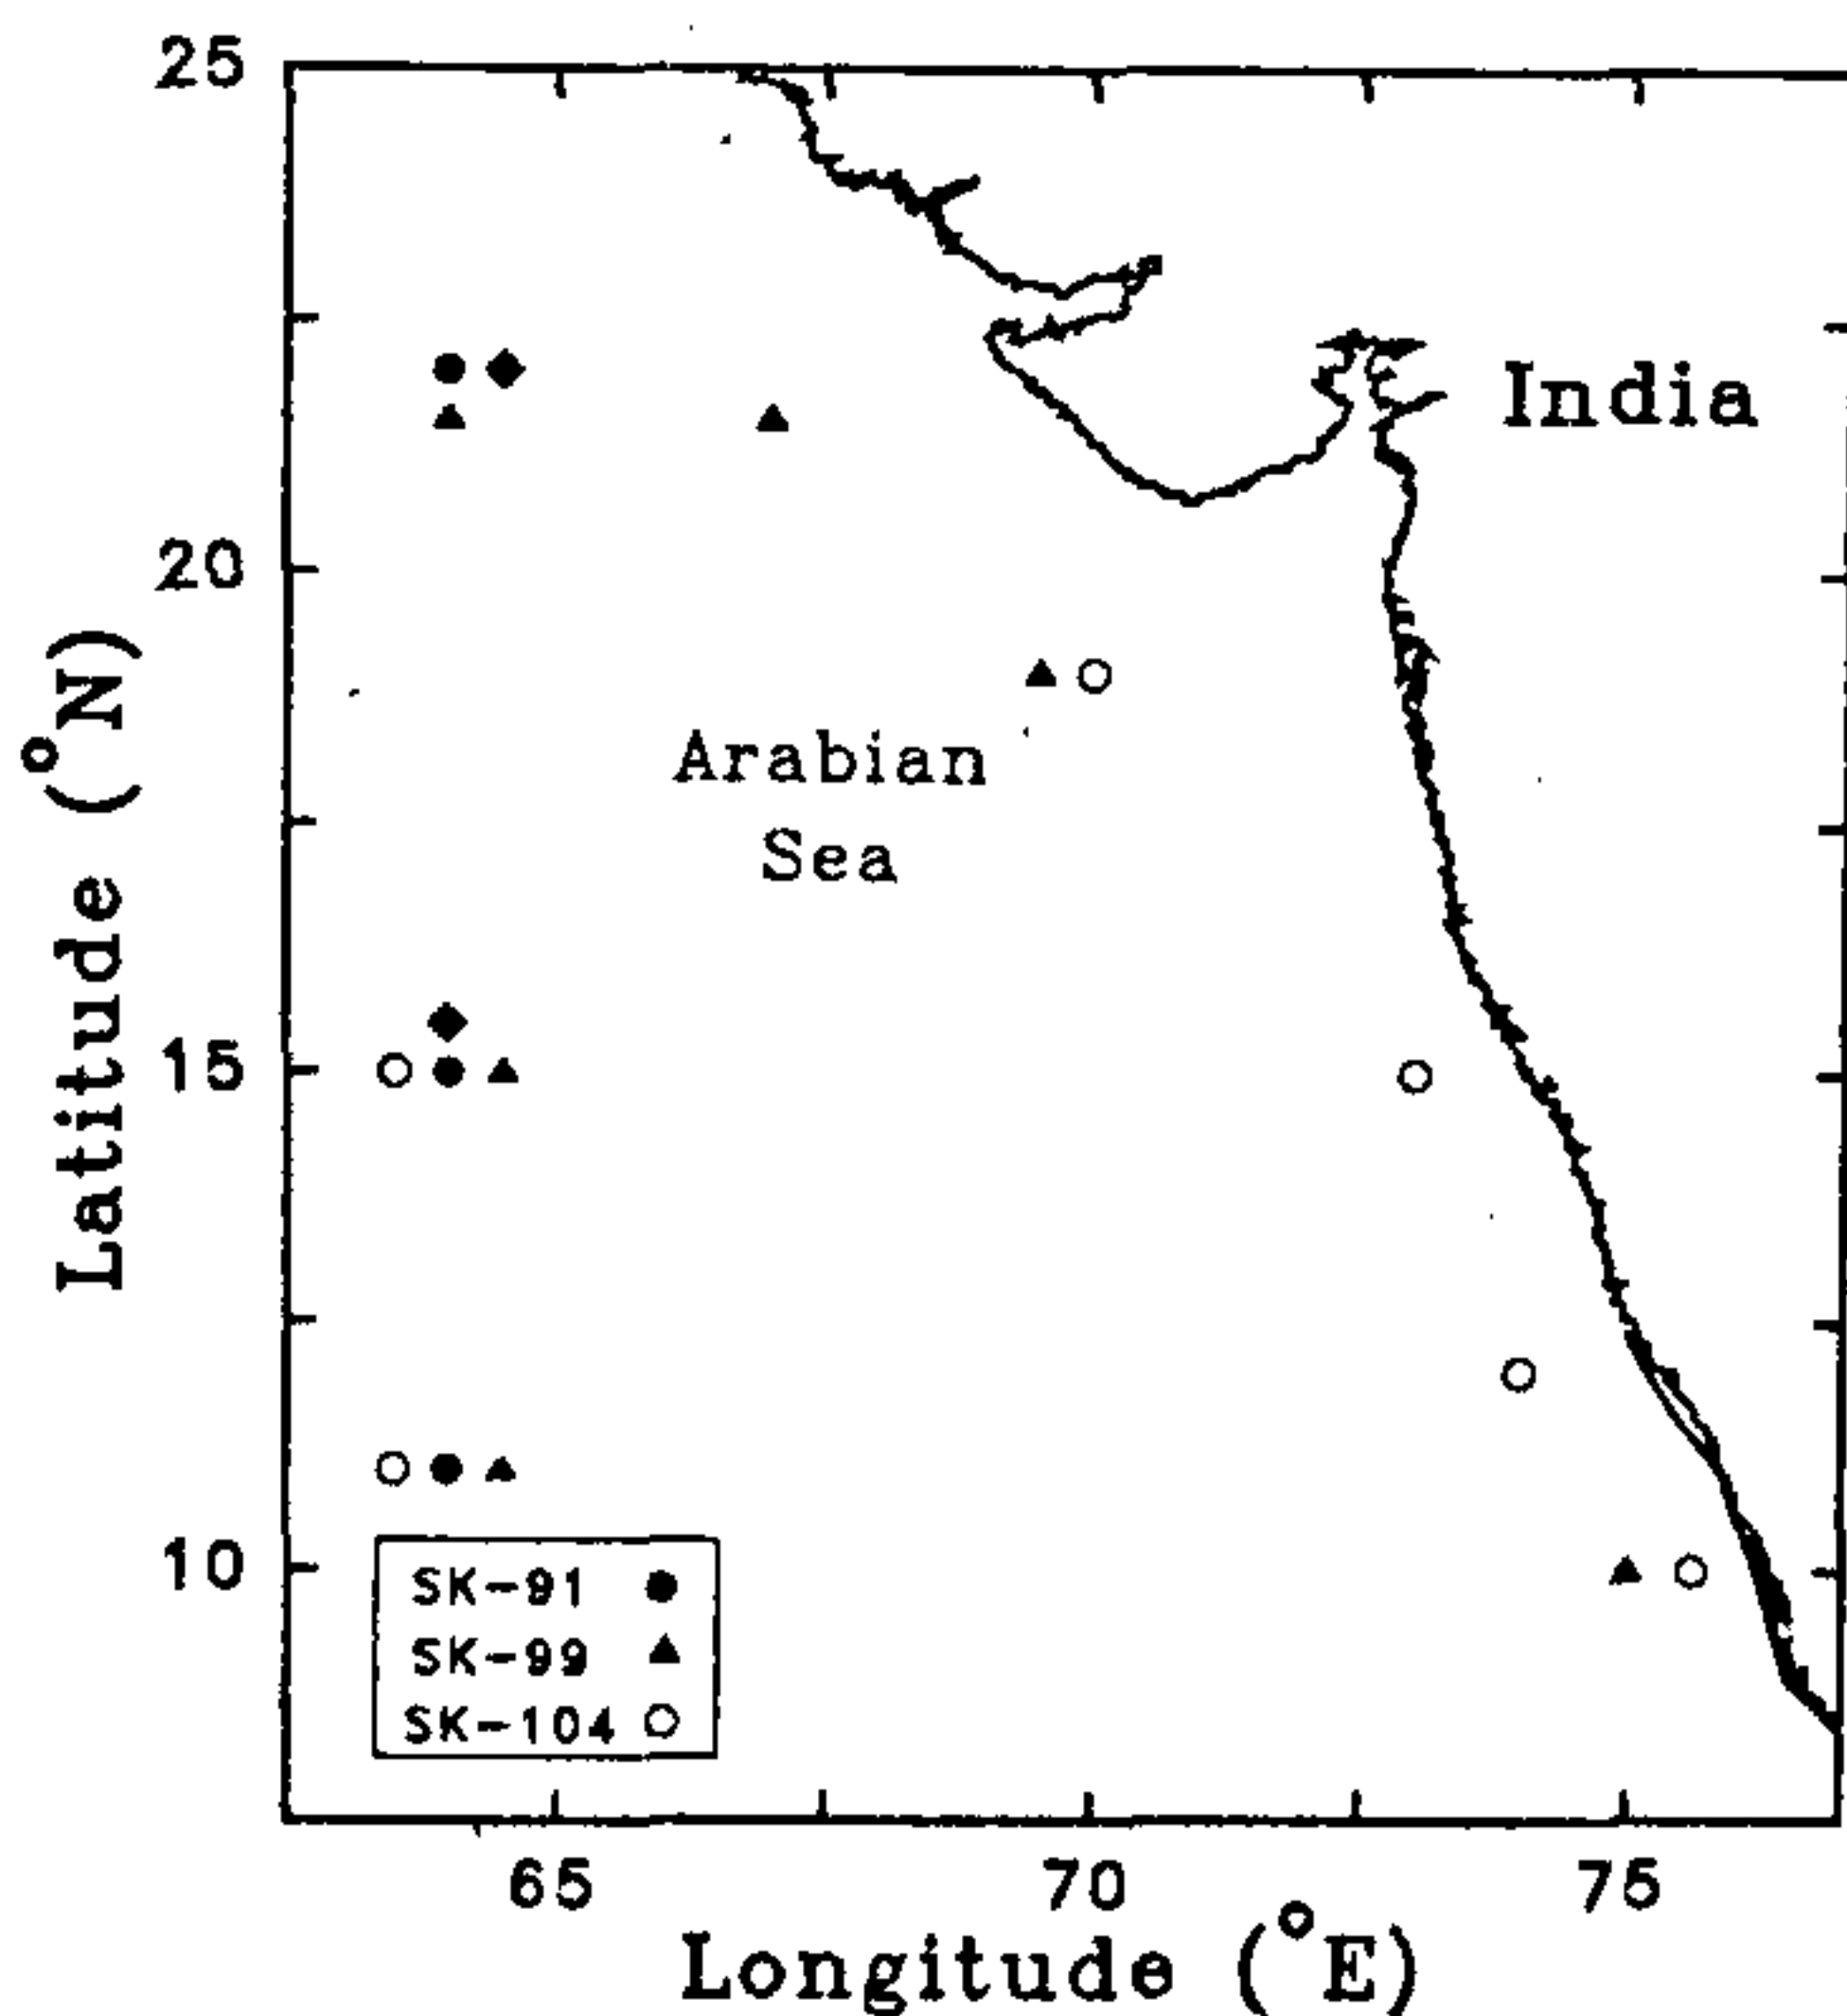 25
India
20
Arabian
Sea
Latitude (°N)
15
10
SK-91
SK-99
SK-104
65 70 75
Longitude (°E)